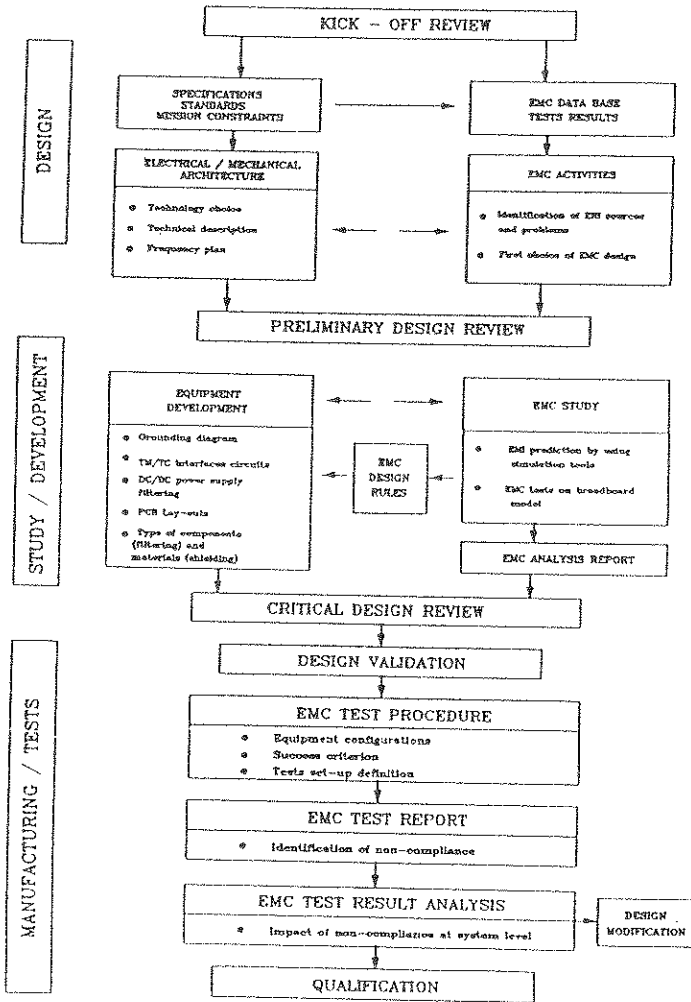 KICK - OFF REVIEW
DESIGN
SPECIFICATIONS
STANDARDS
MISSION CONSTRAINTS
EMC DATA BASE
TESTS RESULTS
ELECTRICAL / MECHANICAL
ARCHITECTURE
Technology choice
Technical description
Frequency plan
EMC ACTIVITIES
Identification of EMI sources
and problems
First choice of EMC design
PRELIMINARY DESIGN REVIEW
STUDY / DEVELOPMENT
EQUIPMENT
DEVELOPMENT
Grounding diagram
TM/TC interfaces circuits
DC/DC power supply
filtering
PCB Lay-outs
Type of components
(filtering) and
materials (shielding)
EMC
DESIGN
RULES
EMC STUDY
EMI prediction by using
simulation tools
EMC tests on breadboard
model
EMC ANALYSIS REPORT
CRITICAL DESIGN REVIEW
MANUFACTURING / TESTS
DESIGN VALIDATION
EMC TEST PROCEDURE
Equipment configurations
Success criterion
Tests set-up definition
EMC TEST REPORT
Identification of non-compliance
EMC TEST RESULT ANALYSIS
Impact of non-compliance at system level
DESIGN
MODIFICATION
QUALIFICATION